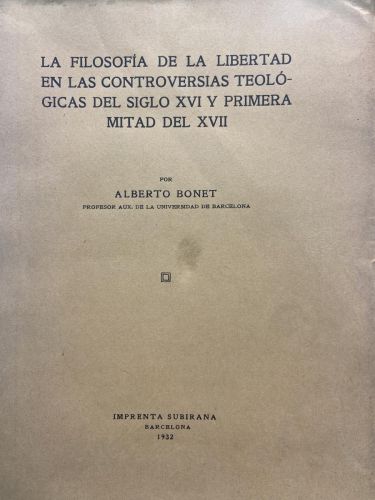 LA FILOSOFÍA DE LA LIBERTAD
EN LAS CONTROVERSIAS TEOLÓ-
GICAS DEL SIGLO XVI Y PRIMERA
MITAD DEL XVII
POR
ALBERTO BONET
PROFESOR AUX. DE LA UNIVERSIDAD DE BARCELONA
IMPRENTA SUBIRANA
BARCELONA
1932